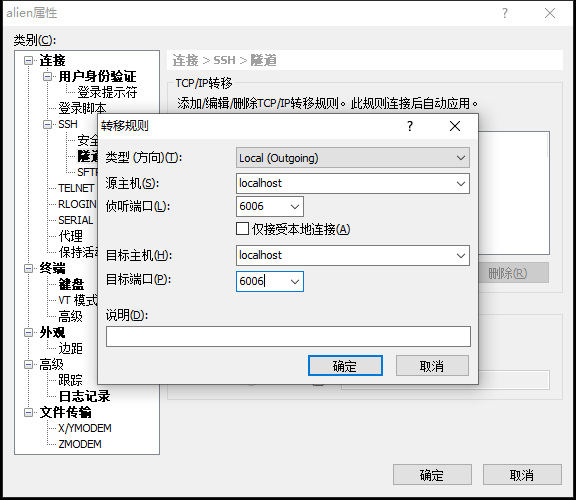 alien属性
类别(C):
连接
用户身份验证
登录提示符
登录脚本
SSH
安全
隧道
SFTP
TELNET
RLOGIN
SERIAL
代理
保持活动
终端
键盘
VT 模式
高级
外观
边距
高级
跟踪
日志记录
文件传输
X/YMODEM
ZMODEM
连接 > SSH > 隧道
TCP/IP转移
添加/编辑/删除TCP/IP转移规则。此规则连接后自动应用。
删除(R)
转移规则
类型 (方向)(T):
Local (Outgoing)
源主机(S):
localhost
侦听端口(L):
6006
仅接受本地连接(A)
目标主机(H):
localhost
目标端口(P):
6006
说明(D):
确定
取消
确定
取消